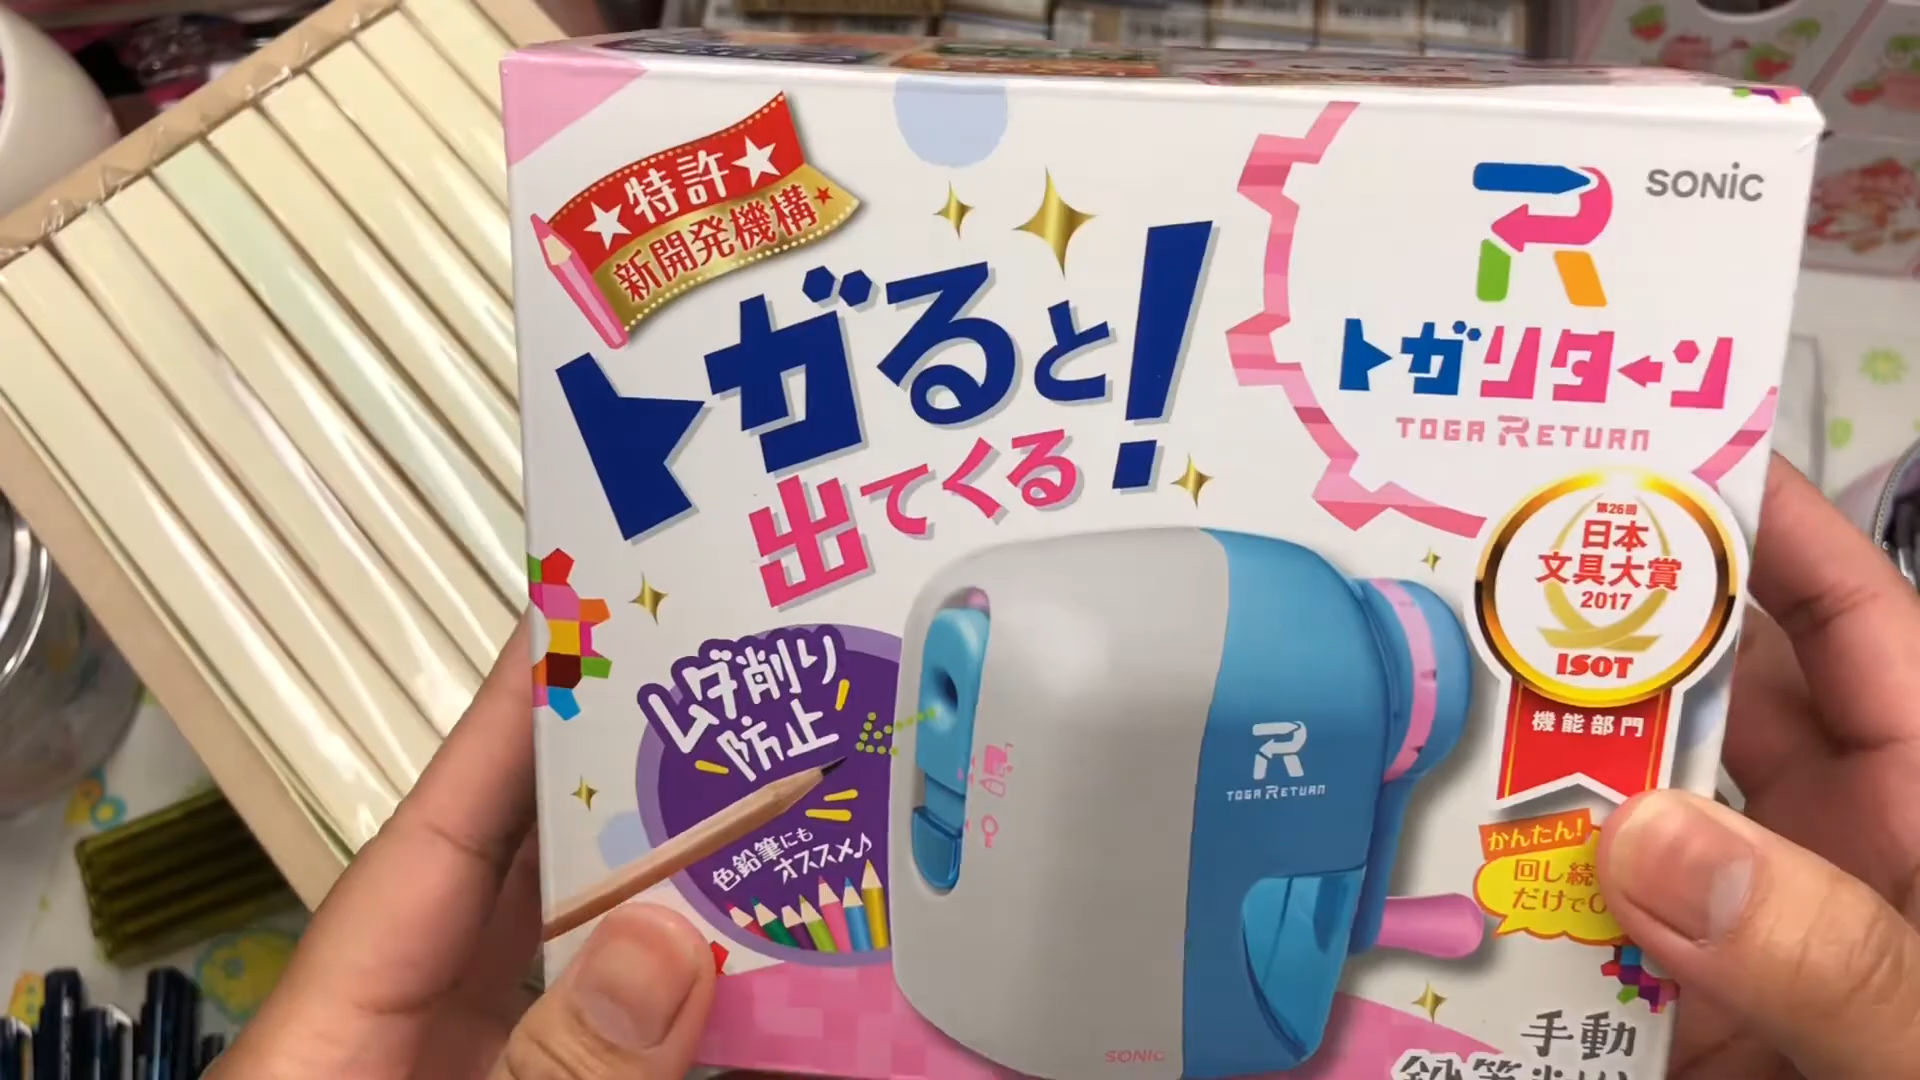 ★特許★
新開発機構★
トガると!
出てくる
SONiC
トガリターン
TOGA RETURN
第26回
日本
文具大賞
2017
ISOT
機能部門
ムダ削り
防止
色鉛筆にも
オススメ♪
TOGA RETURN
かんたん!
回し続
だけでO
SONiC
手動